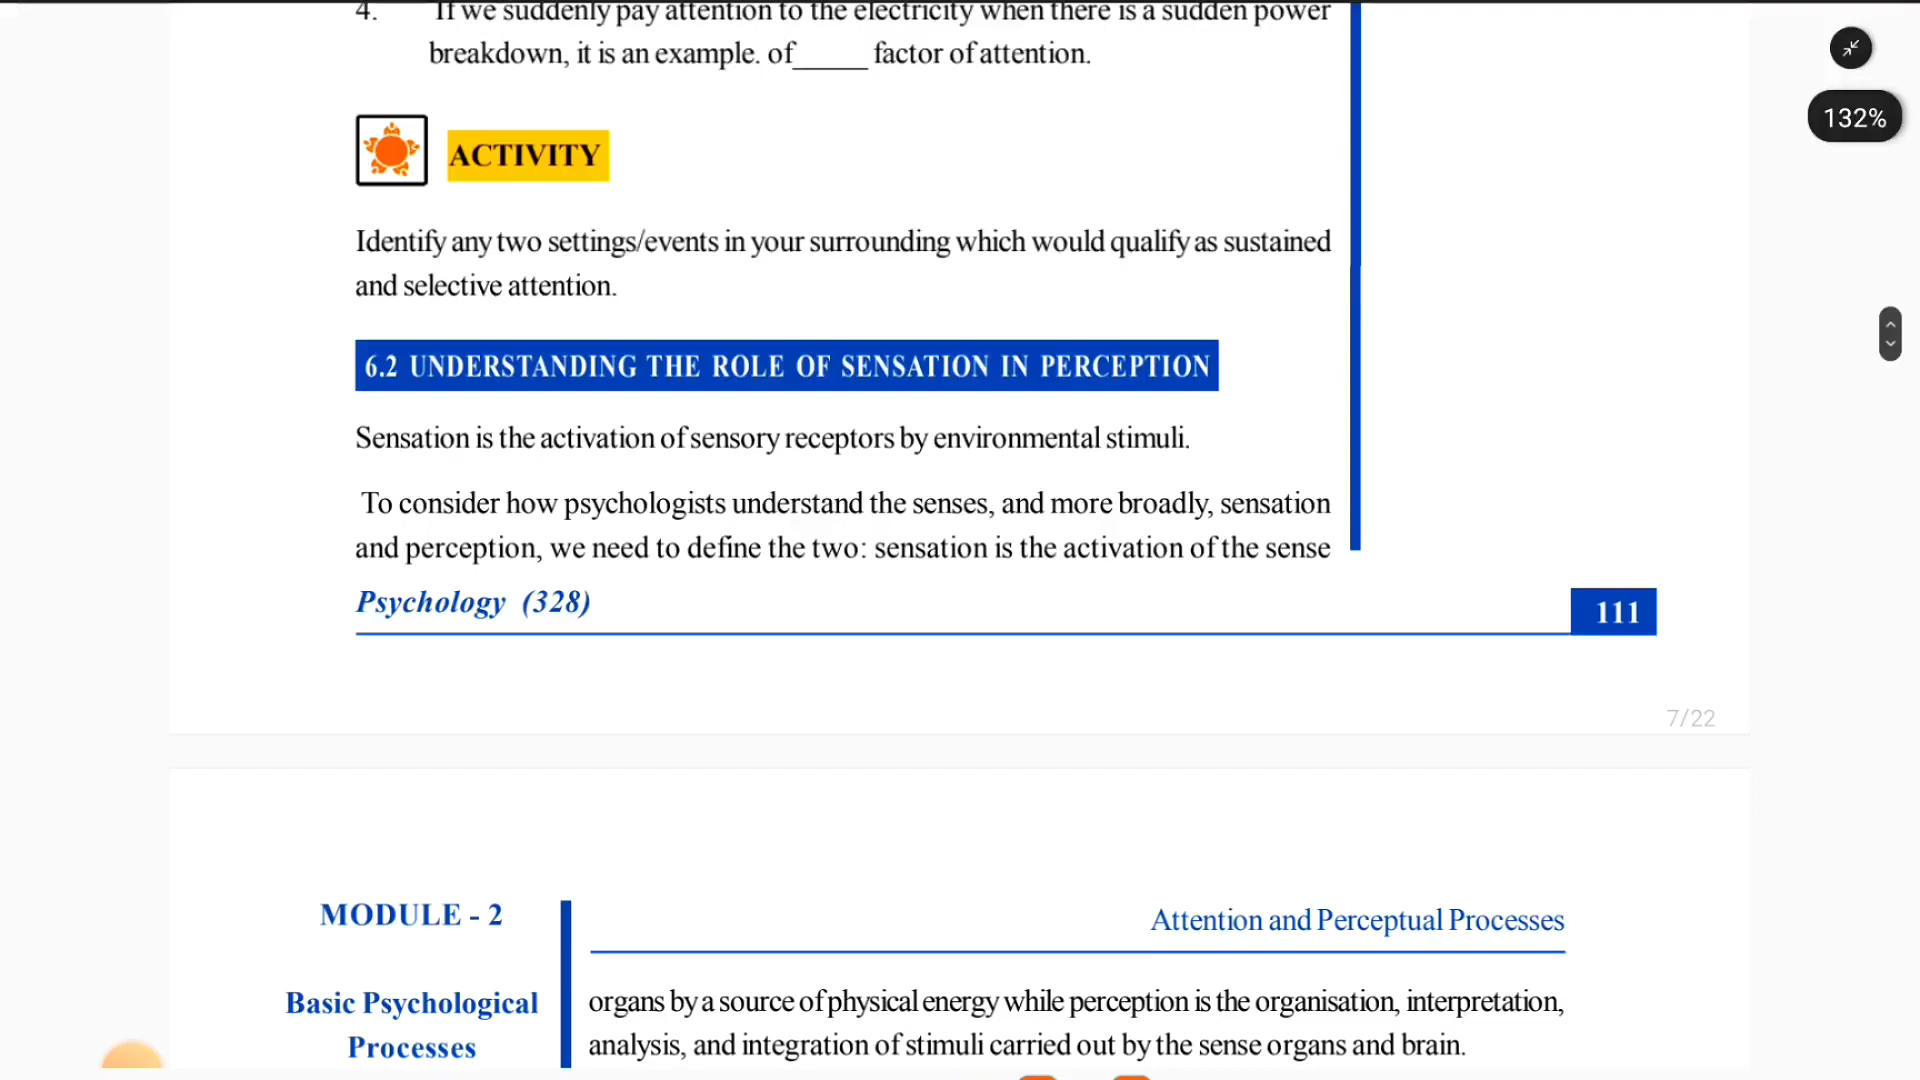 4. If we suddenly pay attention to the electricity when there is a sudden power
breakdown, it is an example. of_____ factor of attention.
132%
ACTIVITY
Identify any two settings/events in your surrounding which would qualify as sustained
and selective attention.
6.2 UNDERSTANDING THE ROLE OF SENSATION IN PERCEPTION
Sensation is the activation of sensory receptors by environmental stimuli.
To consider how psychologists understand the senses, and more broadly, sensation
and perception, we need to define the two: sensation is the activation of the sense
Psychology (328)
111
7/22
MODULE - 2
Attention and Perceptual Processes
Basic Psychological
Processes
organs by a source of physical energy while perception is the organisation, interpretation,
analysis, and integration of stimuli carried out by the sense organs and brain.